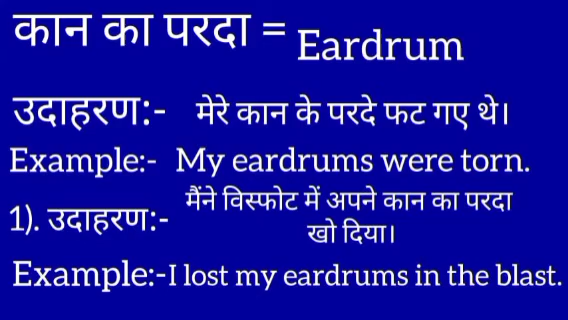 कान का परदा = Eardrum
उदाहरण:- मेरे कान के परदे फट गए थे।
Example:- My eardrums were torn.
1). उदाहरण:- मैंने विस्फोट में अपने कान का परदा
खो दिया।
Example:-I lost my eardrums in the blast.